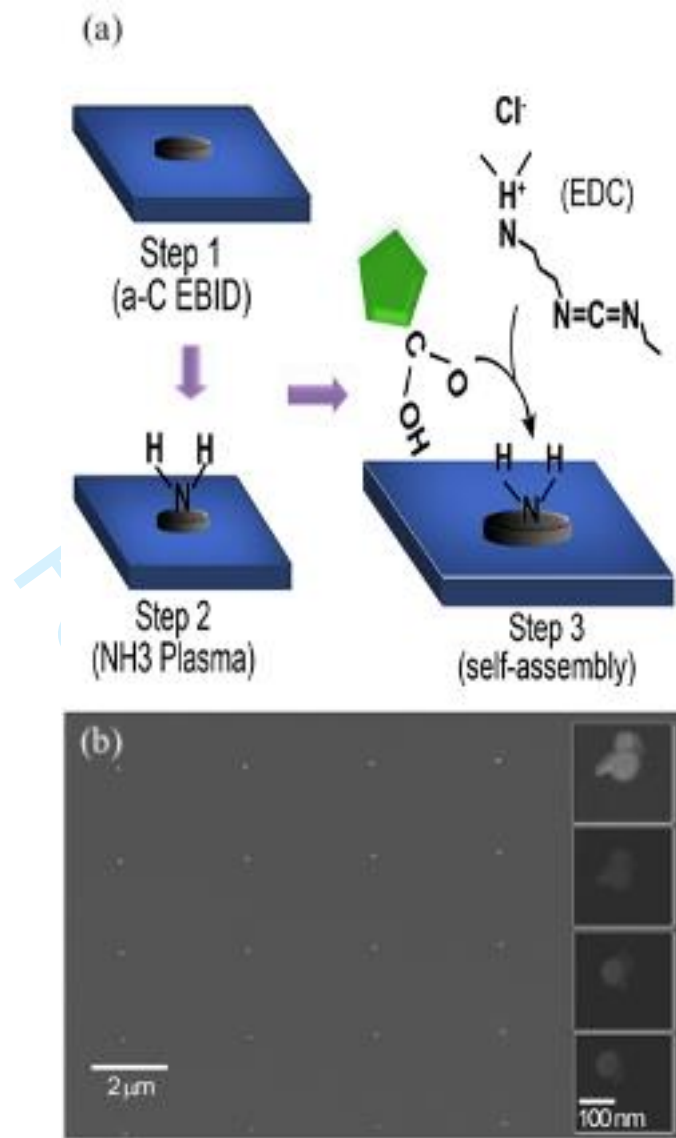 (a)
Cl-
H+
(EDC)
N
Step 1
(a-C EBID)
N=C=N
C
O
OH
H H
N
H H
N
Step 2
(NH3 Plasma)
Step 3
(self-assembly)
(b)
2 μm
100 nm